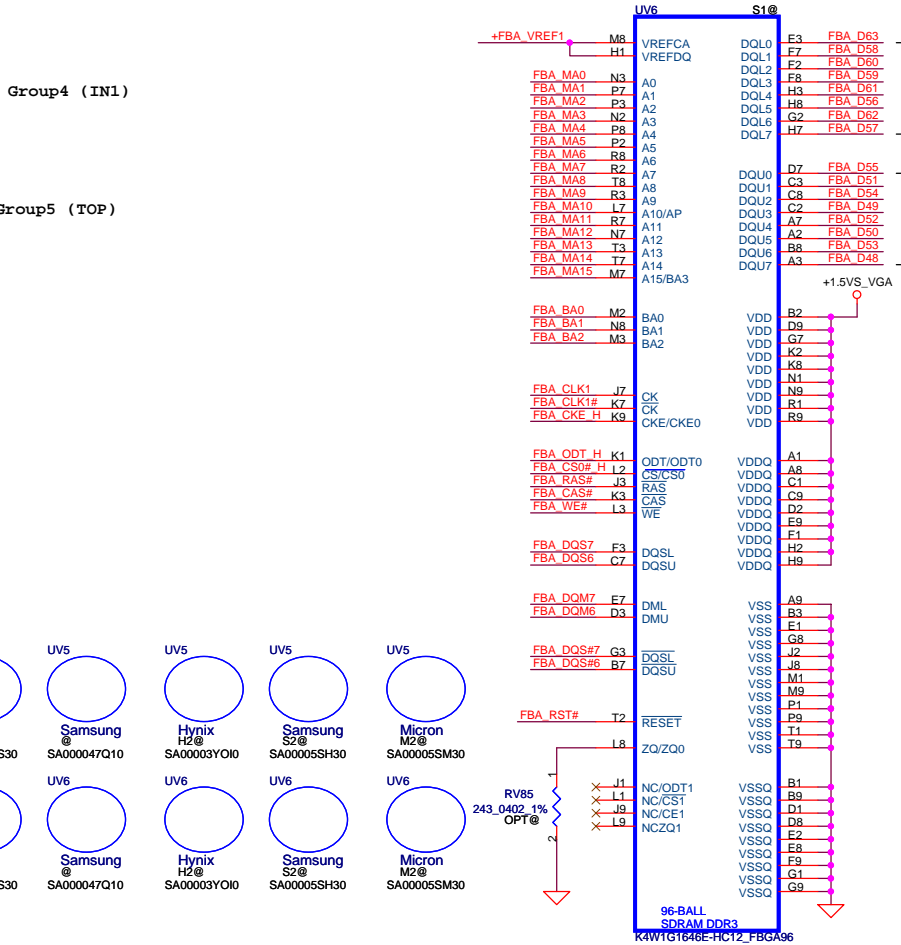 UV6 S1@
+FBA_VREF1 M8 VREFCA DQL0 E3 FBA_D63
H1 VREFDQ DQL1 F7 FBA_D58
DQL2 F2 FBA_D60
FBA_MA0 N3 A0 DQL3 F8 FBA_D59
Group4 (IN1)
FBA_MA1 P7 A1 DQL4 H3 FBA_D61
FBA_MA2 P3 A2 DQL5 H8 FBA_D56
FBA_MA3 N2 A3 DQL6 G2 FBA_D62
FBA_MA4 P8 A4 DQL7 H7 FBA_D57
FBA_MA5 P2 A5
FBA_MA6 R8 A6
FBA_MA7 R2 A7 DQU0 D7 FBA_D55
FBA_MA8 T8 A8 DQU1 C3 FBA_D51
FBA_MA9 R3 A9 DQU2 C8 FBA_D54
Group5 (TOP)
FBA_MA10 L7 A10/AP DQU3 C2 FBA_D49
FBA_MA11 R7 A11 DQU4 A7 FBA_D52
FBA_MA12 N7 A12 DQU5 A2 FBA_D50
FBA_MA13 T3 A13 DQU6 B8 FBA_D53
FBA_MA14 T7 A14 DQU7 A3 FBA_D48
FBA_MA15 M7 A15/BA3
+1.5VS_VGA
FBA_BA0 M2 BA0 VDD B2
FBA_BA1 N8 BA1 VDD D9
FBA_BA2 M3 BA2 VDD G7
VDD K2
VDD K8
VDD N1
FBA_CLK1 J7 CK VDD N9
FBA_CLK1# K7 CK VDD R1
FBA_CKE_H K9 CKE/CKE0 VDD R9
FBA_ODT_H K1 ODT/ODT0 VDDQ A1
FBA_CS0#_H L2 CS/CS0 VDDQ A8
FBA_RAS# J3 RAS VDDQ C1
FBA_CAS# K3 CAS VDDQ C9
FBA_WE# L3 WE VDDQ D2
VDDQ E9
VDDQ F1
FBA_DQS7 F3 DQSL VDDQ H2
FBA_DQS6 C7 DQSU VDDQ H9
FBA_DQM7 E7 DML VSS A9
FBA_DQM6 D3 DMU VSS B3
VSS E1
VSS G8
FBA_DQS#7 G3 DQSL VSS J2
FBA_DQS#6 B7 DQSU VSS J8
VSS M1
VSS M9
VSS P1
FBA_RST# T2 RESET VSS P9
VSS T1
L8 ZQ/ZQ0 VSS T9
J1 NC/ODT1 VSSQ B1
L1 NC/CS1 VSSQ B9
J9 NC/CE1 VSSQ D1
L9 NCZQ1 VSSQ D8
VSSQ E2
VSSQ E8
VSSQ F9
VSSQ G1
VSSQ G9
1
RV85
243_0402_1%
OPT@
2
96-BALL
SDRAM DDR3
K4W1G1646E-HC12_FBGA96
UV5 UV5 UV5 UV5
Samsung Hynix Samsung Micron
@ H2@ S2@ M2@
S30 SA000047Q10 SA00003YOI0 SA00005SH30 SA00005SM30
UV6 UV6 UV6 UV6
Samsung Hynix Samsung Micron
@ H2@ S2@ M2@
S30 SA000047Q10 SA00003YOI0 SA00005SH30 SA00005SM30